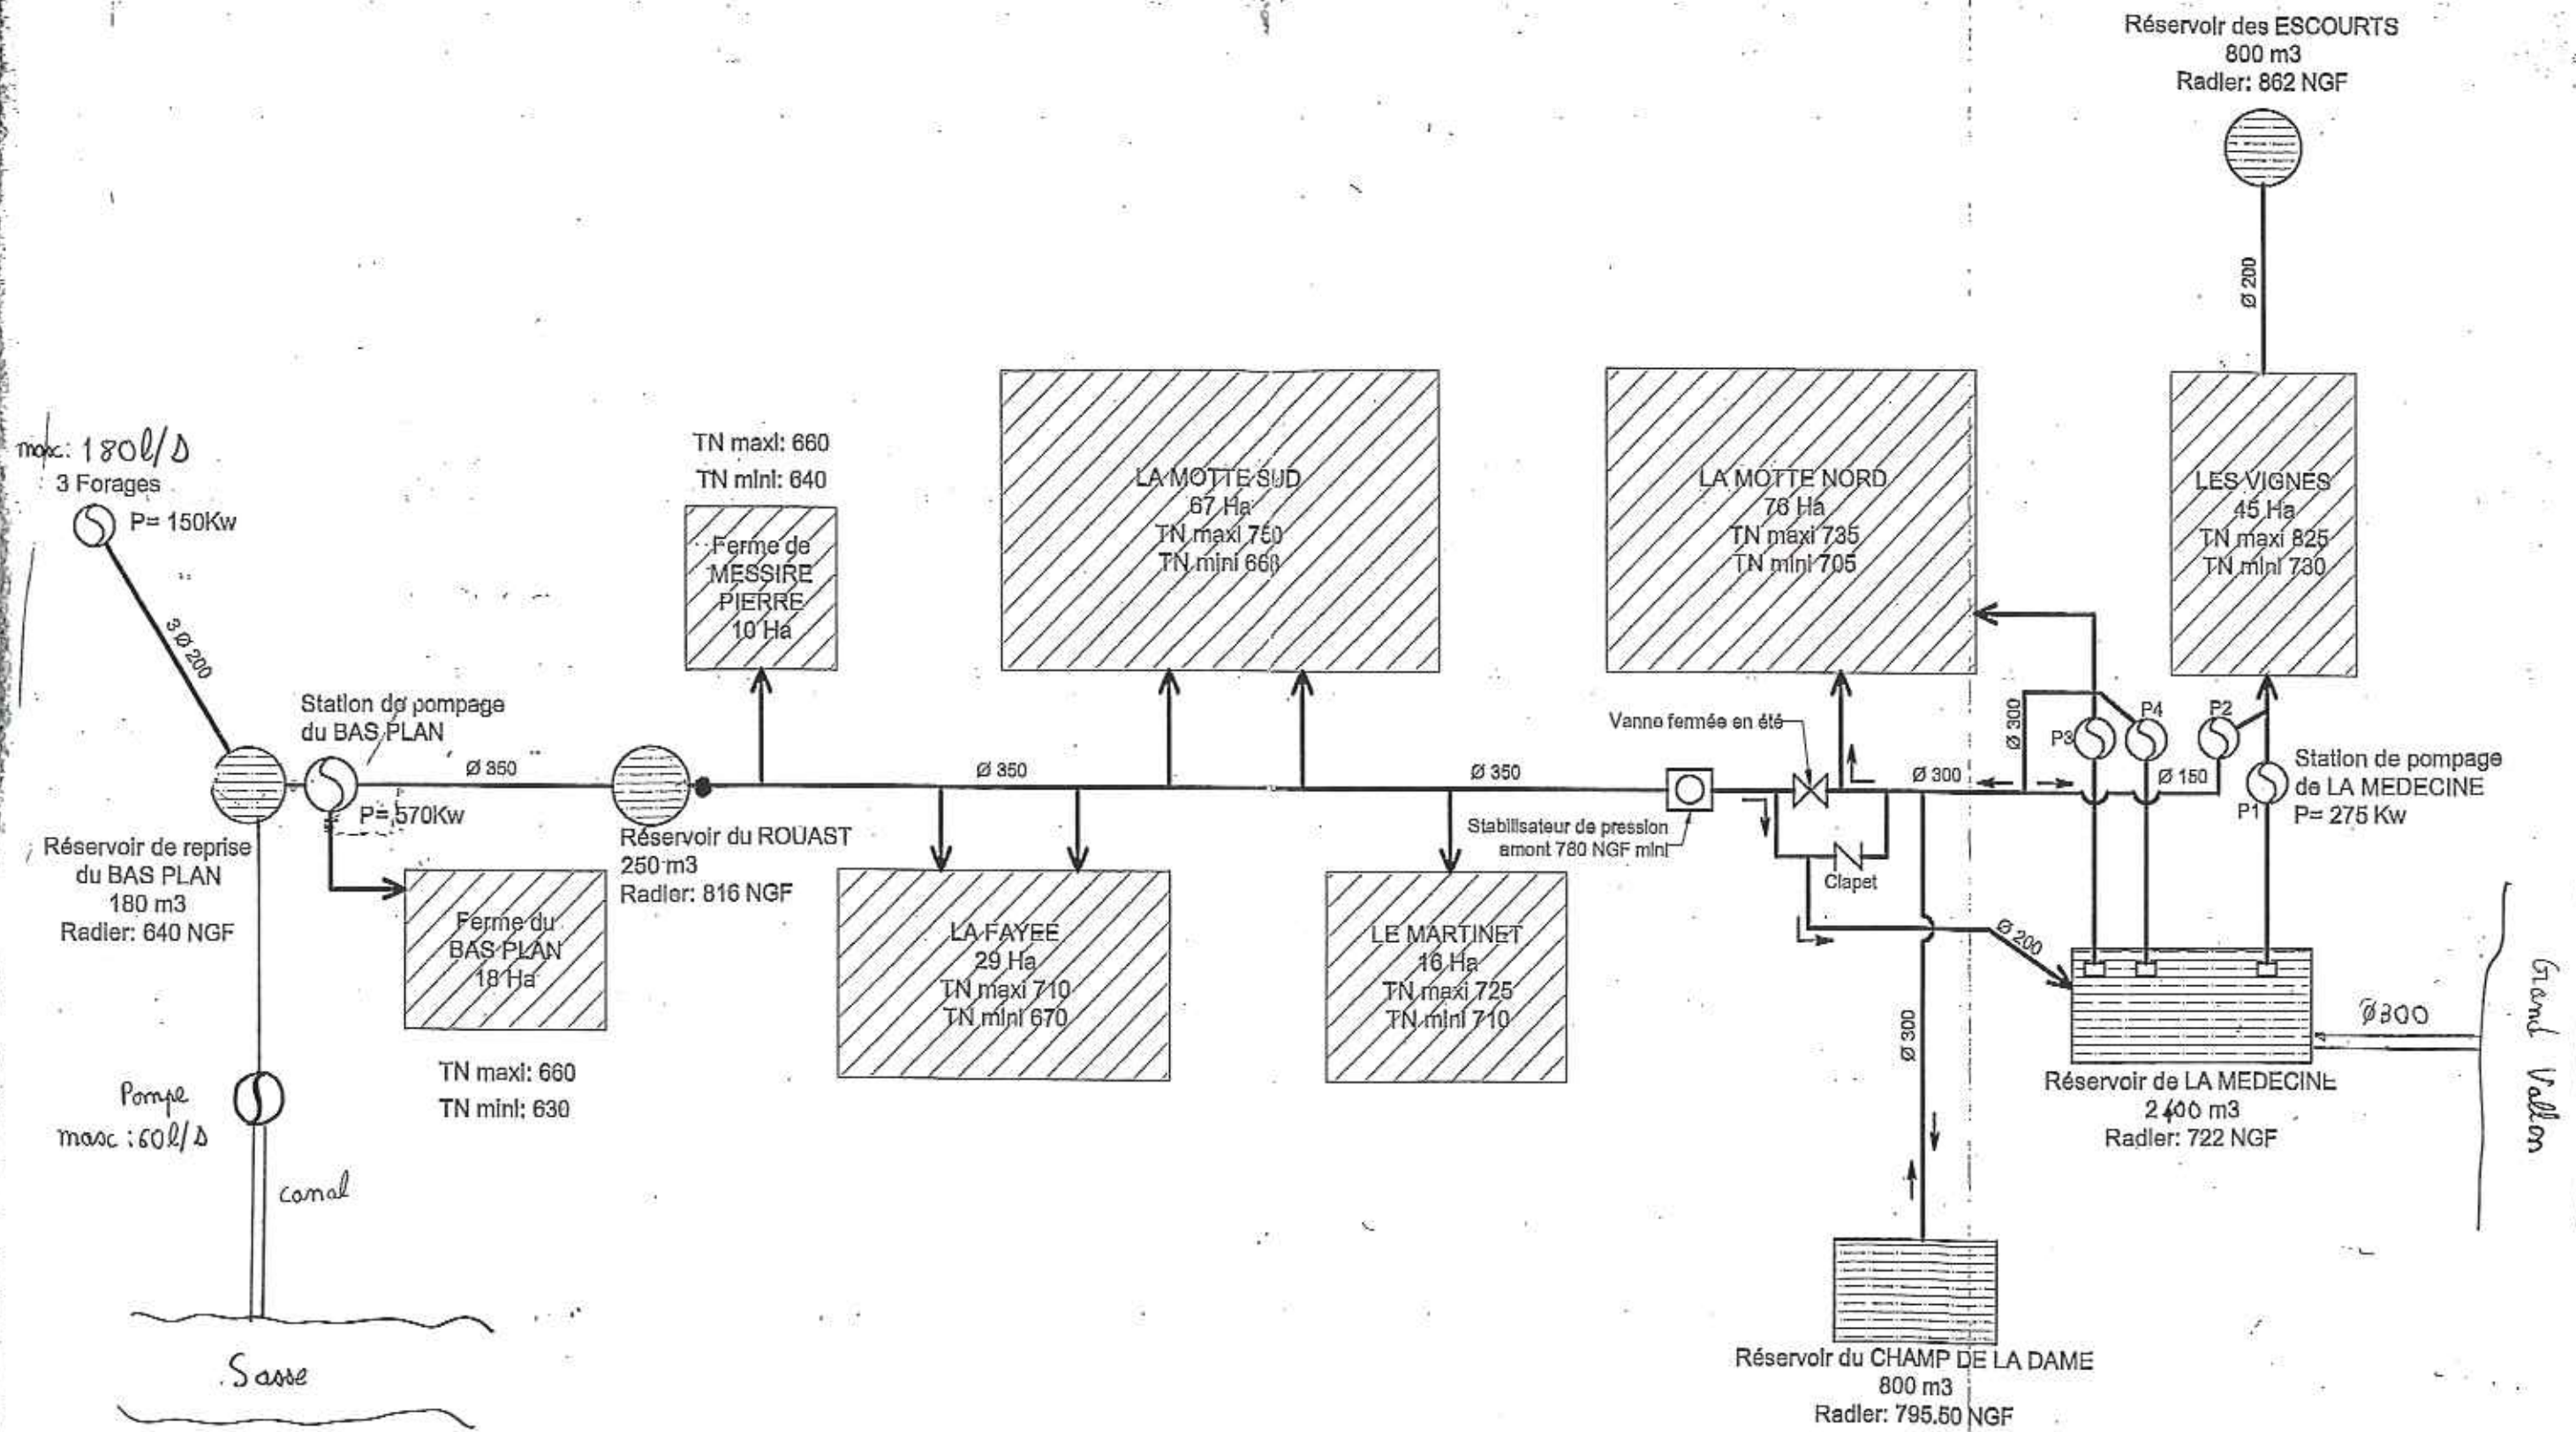 Réservoir des ESCOURTS
800 m3
Radier: 862 NGF
Ø 200
max: 180 l/s
3 Forages
P= 150Kw
3 Ø 200
Station de pompage
du BAS PLAN
P= 570Kw
Réservoir de reprise
du BAS PLAN
180 m3
Radier: 640 NGF
Ø 350
TN maxi: 660
TN mini: 640
Ferme de
MESSIRE
PIERRE
10 Ha
Réservoir du ROUAST
250 m3
Radier: 816 NGF
Ferme du
BAS PLAN
18 Ha
TN maxi: 660
TN mini: 630
Pompe
max : 60 l/s
canal
Sasse
LA MOTTE SUD
67 Ha
TN maxi 750
TN mini 668
Ø 350
LA FAYEE
29 Ha
TN maxi 710
TN mini 670
Ø 350
LE MARTINET
16 Ha
TN maxi 725
TN mini 710
Stabilisateur de pression
amont 780 NGF mini
Vanne fermée en été
Clapet
LA MOTTE NORD
76 Ha
TN maxi 735
TN mini 705
Ø 300
Ø 300
P3
P4
P2
Ø 150
P1
LES VIGNES
45 Ha
TN maxi 825
TN mini 730
Station de pompage
de LA MEDECINE
P= 275 Kw
Ø 200
Ø 300
Réservoir de LA MEDECINE
2400 m3
Radier: 722 NGF
Ø300
Grand Vallon
Réservoir du CHAMP DE LA DAME
800 m3
Radier: 795.50 NGF